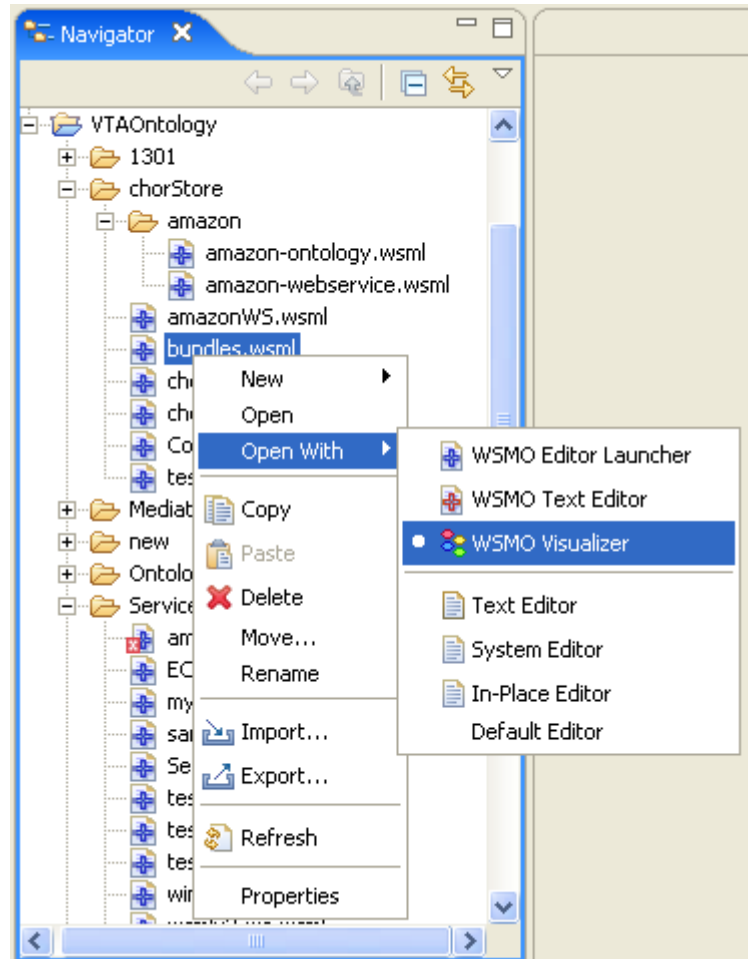 Navigator
VTAOntology
1301
chorStore
amazon
amazon-ontology.wsml
amazon-webservice.wsml
amazonWS.wsml
bundles.wsml
New
Open
Open With
WSMO Editor Launcher
WSMO Text Editor
WSMO Visualizer
Text Editor
System Editor
In-Place Editor
Default Editor
Copy
Paste
Delete
Move...
Rename
Import...
Export...
Refresh
Properties
new